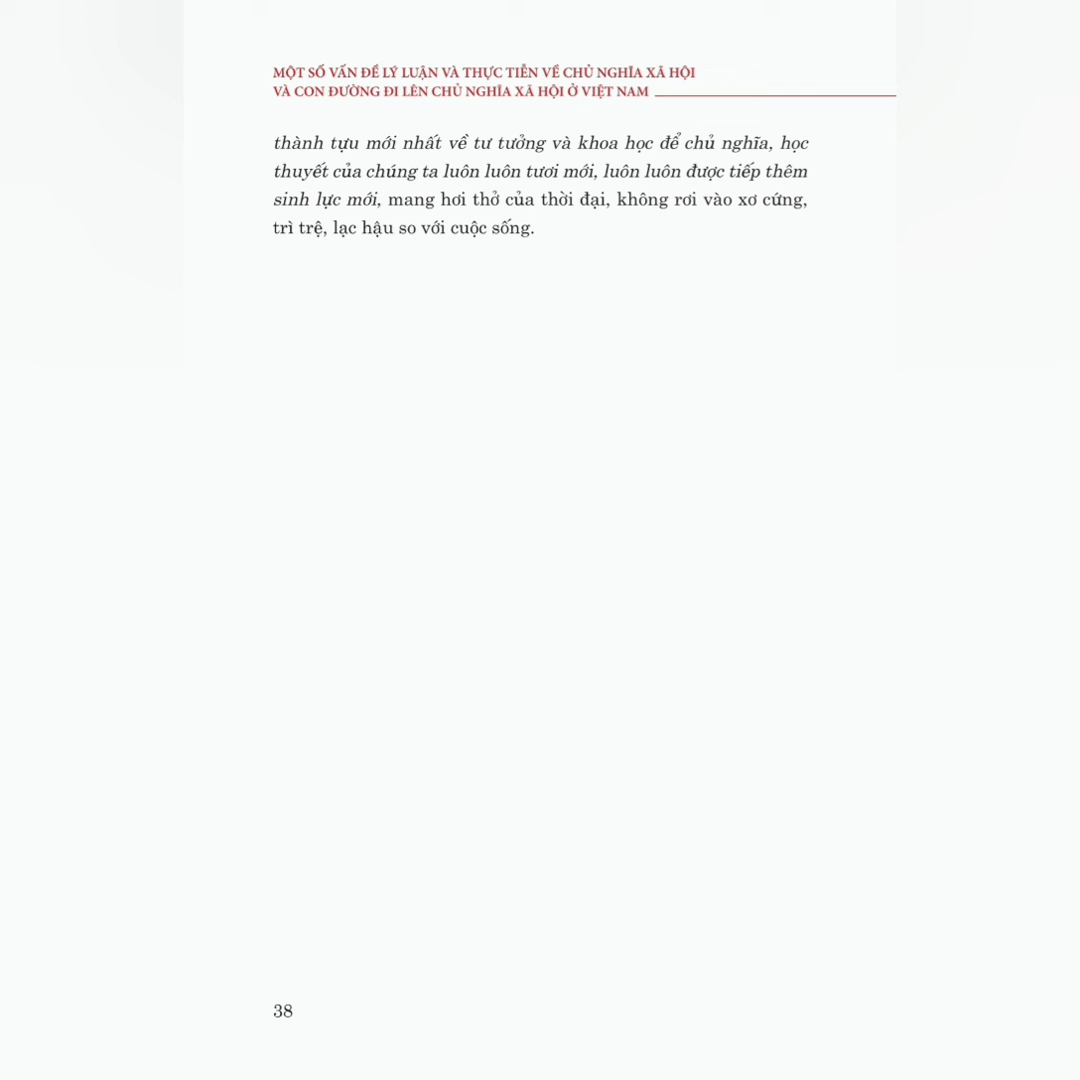 MỘT SỐ VẤN ĐỀ LÝ LUẬN VÀ THỰC TIỄN VỀ CHỦ NGHĨA XÃ HỘI
VÀ CON ĐƯỜNG ĐI LÊN CHỦ NGHĨA XÃ HỘI Ở VIỆT NAM
thành tựu mới nhất về tư tưởng và khoa học để chủ nghĩa, học
thuyết của chúng ta luôn luôn tươi mới, luôn luôn được tiếp thêm
sinh lực mới, mang hơi thở của thời đại, không rơi vào xơ cứng,
trì trệ, lạc hậu so với cuộc sống.
38